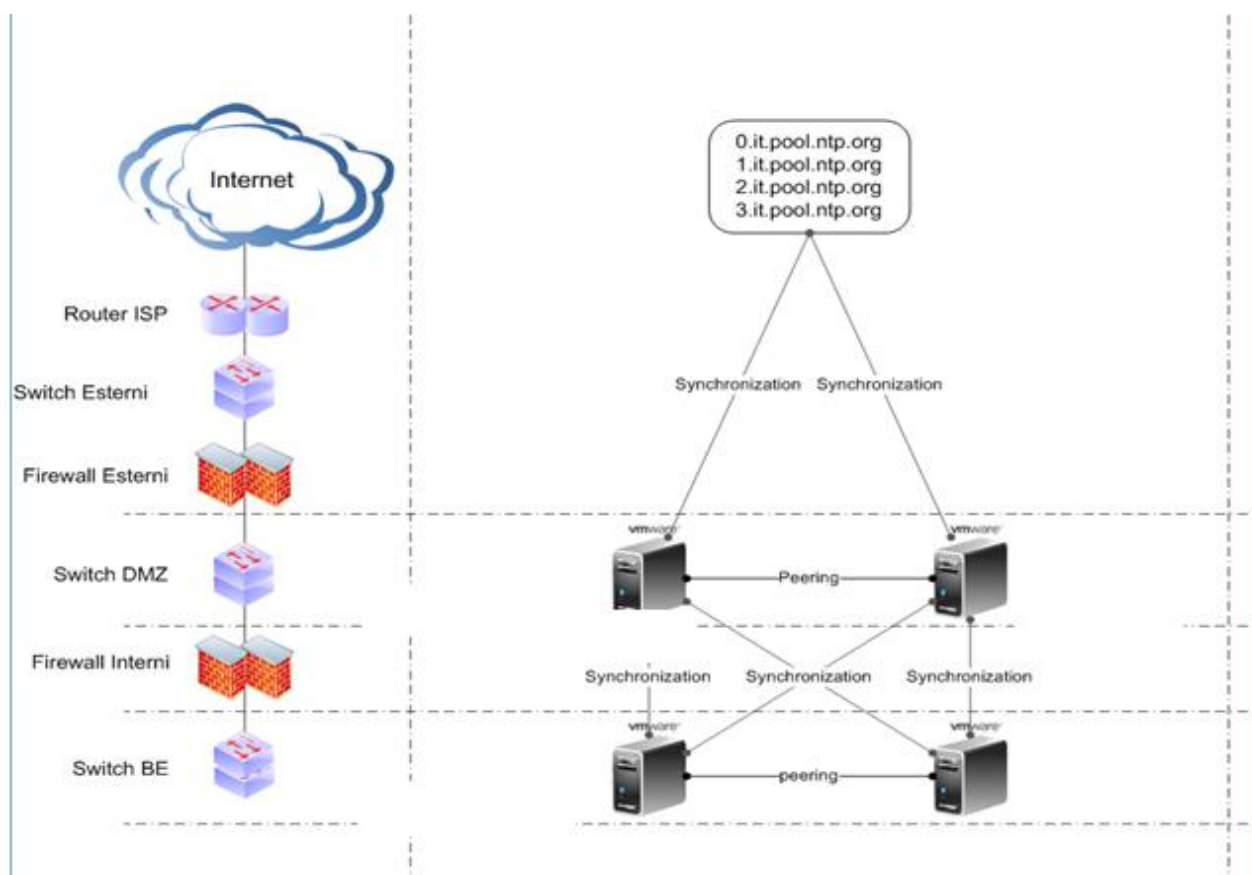 Internet
Router ISP
Switch Esterni
Firewall Esterni
Switch DMZ
Firewall Interni
Switch BE
0.it.pool.ntp.org
1.it.pool.ntp.org
2.it.pool.ntp.org
3.it.pool.ntp.org
Synchronization Synchronization
vmware vmware
Peering
Synchronization Synchronization Synchronization
vmware vmware
peering